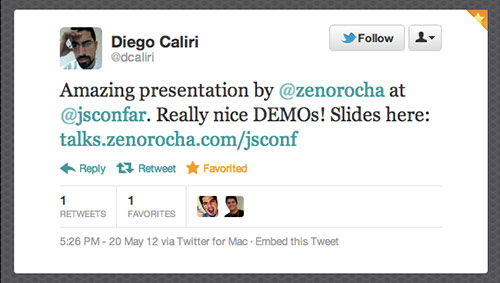 Diego Caliri
@dcaliri
Follow
Amazing presentation by @zenorocha at
@jsconfar. Really nice DEMOs! Slides here:
talks.zenorocha.com/jsconf
Reply Retweet Favorited
1 1
RETWEETS FAVORITES
5:26 PM - 20 May 12 via Twitter for Mac · Embed this Tweet